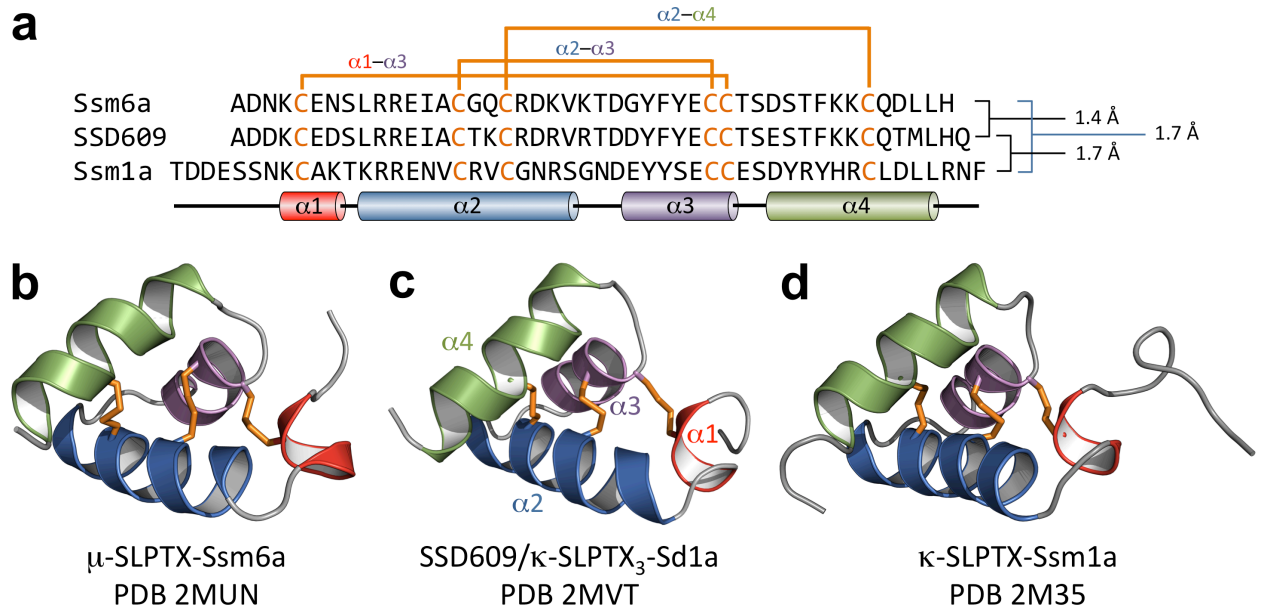 a
α2–α4
α2–α3
α1–α3
Ssm6a ADNKCENSLRREIACGQCRDKVKTDGYFYECCTSDSTFKKCQDLLH
SSD609 ADDKCEDSLRREIACTKCRDRVRTDDYFYECCTSESTFKKCQTMLHQ
Ssm1a TDDESSNKCAKTKRRENVCRVCGNRSGNDEYYSECCESDYRYHRCLDLLRNF
1.4 Å
1.7 Å
1.7 Å
α1 α2 α3 α4
b c d
α4
α3
α1
α2
μ-SLPTX-Ssm6a
PDB 2MUN
SSD609/κ-SLPTX3-Sd1a
PDB 2MVT
κ-SLPTX-Ssm1a
PDB 2M35